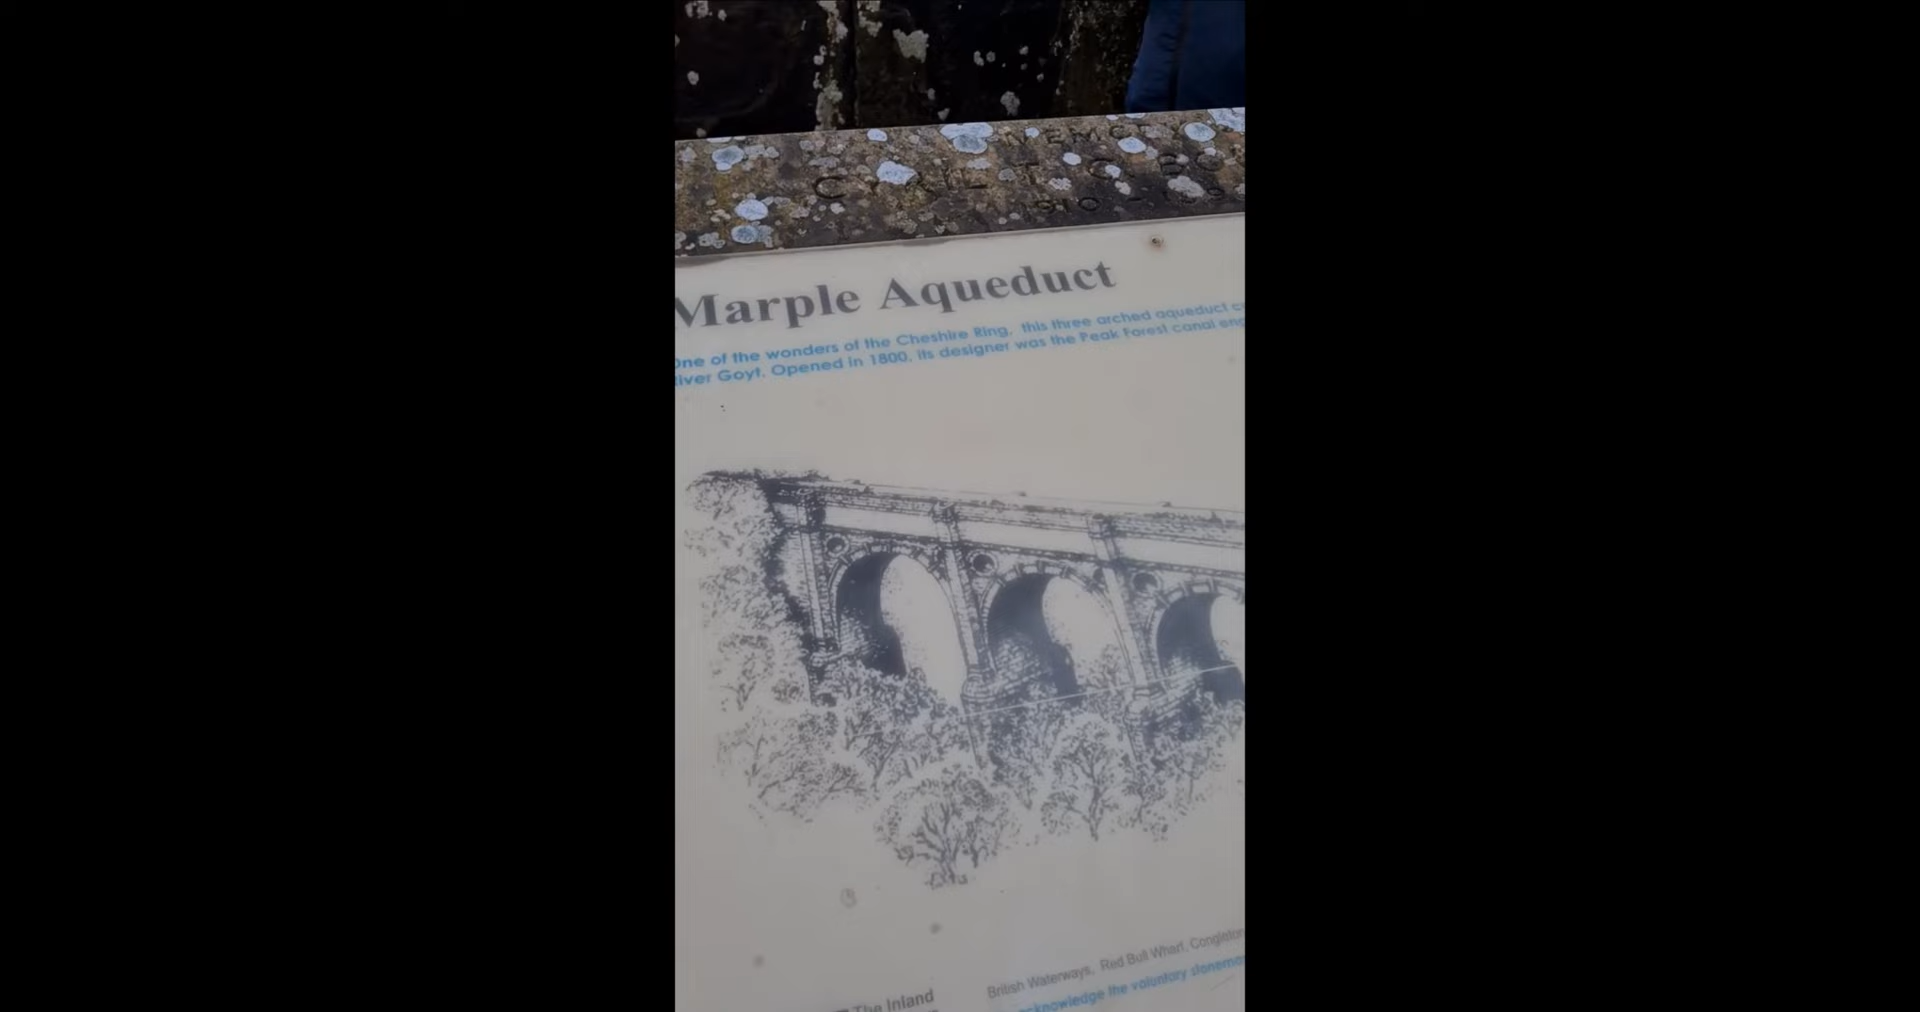 CYRIL
Marple Aqueduct
One of the wonders of the Cheshire Ring, this three arched aqueduct
River Goyt. Opened in 1800, its designer was the Peak Forest canal
British Waterways, Red Bull Wharf,
acknowledge the voluntary
The Inland